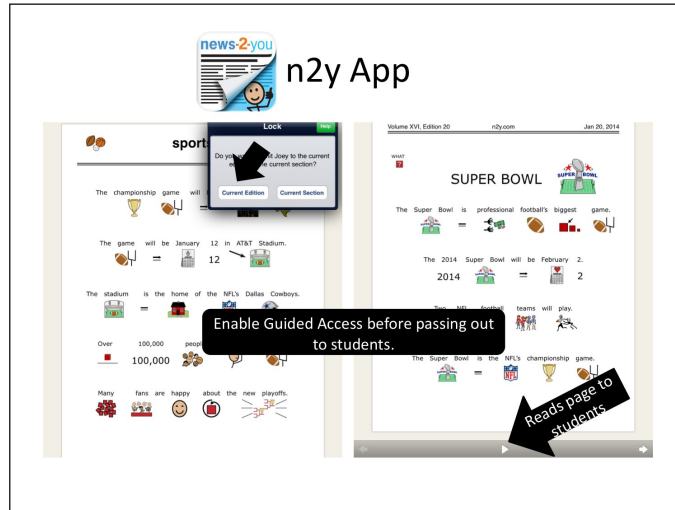 news-2-you
n2y App
sport
Lock
Help
Do you
it Joey to the current
e current section?
Current Edition
Current Section
The championship game will
=
The game will be January 12 in AT&T Stadium.
= 12
The stadium is the home of the NFL's Dallas Cowboys.
=
Over 100,000
100,000
Many fans are happy about the new playoffs.
Volume XVI, Edition 20 n2y.com Jan 20, 2014
WHAT
?
SUPER BOWL
SUPER BOWL
The Super Bowl is professional football's biggest game.
=
The 2014 Super Bowl will be February 2.
2014 = 2
Two NFL football teams will play.
Enable Guided Access before passing out
to students.
The Super Bowl is the NFL's championship game.
= NFL
Reads page to
students